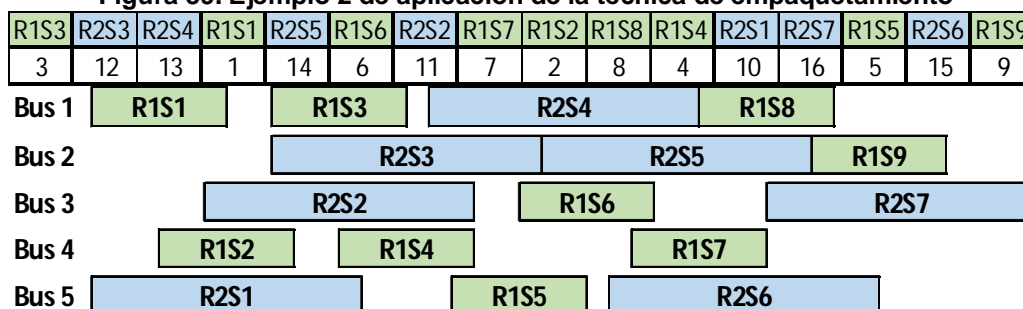 Figura 39. Ejemplo 2 de aplicación de la técnica de empaquetamiento
R1S3 R2S3 R2S4 R1S1 R2S5 R1S6 R2S2 R1S7 R1S2 R1S8 R1S4 R2S1 R2S7 R1S5 R2S6 R1S9
3 12 13 1 14 6 11 7 2 8 4 10 16 5 15 9
Bus 1 R1S1 R1S3 R2S4 R1S8
Bus 2 R2S3 R2S5 R1S9
Bus 3 R2S2 R1S6 R2S7
Bus 4 R1S2 R1S4 R1S7
Bus 5 R2S1 R1S5 R2S6